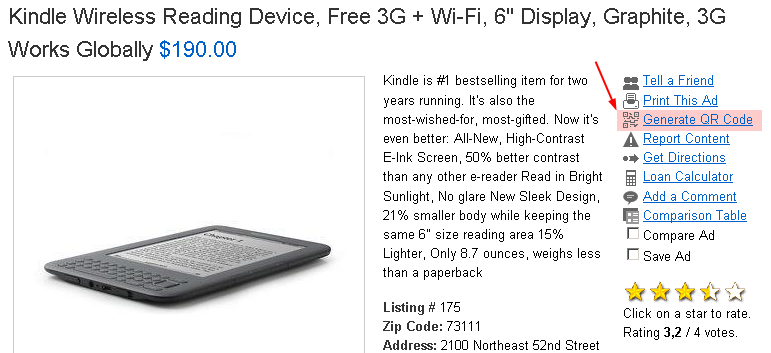 Kindle Wireless Reading Device, Free 3G + Wi-Fi, 6" Display, Graphite, 3G
Works Globally $190.00
Kindle is #1 bestselling item for two
years running. It's also the
most-wished-for, most-gifted. Now it's
even better: All-New, High-Contrast
E-Ink Screen, 50% better contrast
than any other e-reader Read in Bright
Sunlight, No glare New Sleek Design,
21% smaller body while keeping the
same 6" size reading area 15%
Lighter, Only 8.7 ounces, weighs less
than a paperback
Listing # 175
Zip Code: 73111
Address: 2100 Northeast 52nd Street
Tell a Friend
Print This Ad
Generate QR Code
Report Content
Get Directions
Loan Calculator
Add a Comment
Comparison Table
Compare Ad
Save Ad
Click on a star to rate.
Rating 3,2 / 4 votes.